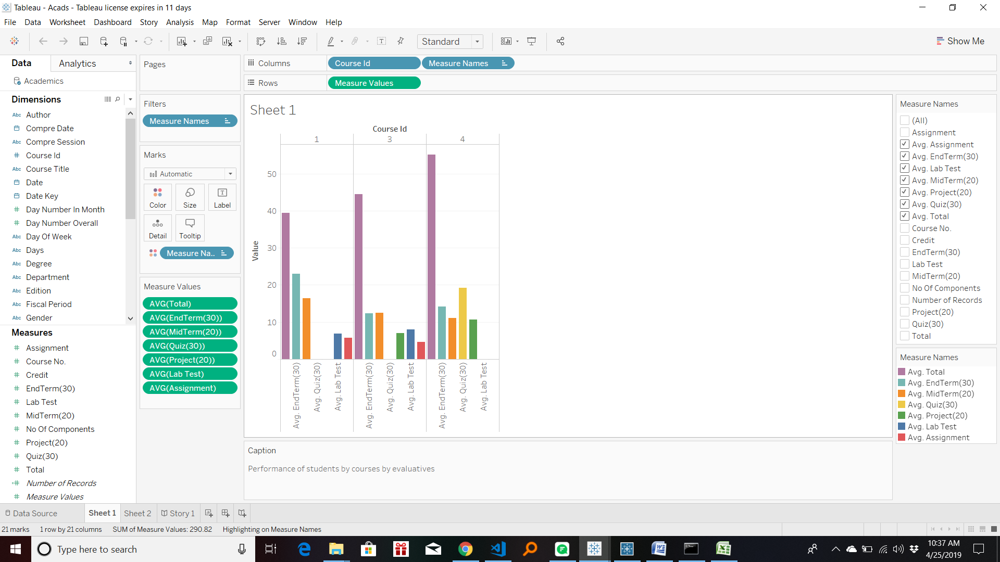 Tableau - Acads - Tableau license expires in 11 days
File Data Worksheet Dashboard Story Analysis Map Format Server Window Help
Standard
Show Me
Data
Analytics
Academics
Dimensions
Abc Author
Compre Date
Abc Compre Session
# Course Id
Abc Course Title
Date
Date Key
# Day Number In Month
# Day Number Overall
Abc Day Of Week
Abc Days
Abc Degree
Abc Department
Abc Edition
Abc Fiscal Period
Abc Gender
Measures
# Assignment
# Course No.
# Credit
# EndTerm(30)
# Lab Test
# MidTerm(20)
# No Of Components
# Project(20)
# Quiz(30)
# Total
=# Number of Records
# Measure Values
Pages
Filters
Measure Names
Marks
Automatic
Color
Size
Label
Detail
Tooltip
Measure Na..
Measure Values
AVG(Total)
AVG(EndTerm(30))
AVG(MidTerm(20))
AVG(Quiz(30))
AVG(Project(20))
AVG(Lab Test)
AVG(Assignment)
Columns
Course Id
Measure Names
Rows
Measure Values
Sheet 1
Course Id
1
3
4
Value
50
40
30
20
10
0
Avg. EndTerm(30)
Avg. Quiz(30)
Avg. Lab Test
Avg. EndTerm(30)
Avg. Quiz(30)
Avg. Lab Test
Avg. EndTerm(30)
Avg. Quiz(30)
Avg. Lab Test
Caption
Performance of students by courses by evaluatives
Measure Names
(All)
Assignment
Avg. Assignment
Avg. EndTerm(30)
Avg. Lab Test
Avg. MidTerm(20)
Avg. Project(20)
Avg. Quiz(30)
Avg. Total
Course No.
Credit
EndTerm(30)
Lab Test
MidTerm(20)
No Of Components
Number of Records
Project(20)
Quiz(30)
Total
Measure Names
Avg. Total
Avg. EndTerm(30)
Avg. MidTerm(20)
Avg. Quiz(30)
Avg. Project(20)
Avg. Lab Test
Avg. Assignment
Data Source
Sheet 1
Sheet 2
Story 1
21 marks
1 row by 21 columns
SUM of Measure Values: 290.82
Highlighting on Measure Names
Type here to search
10:37 AM
4/25/2019